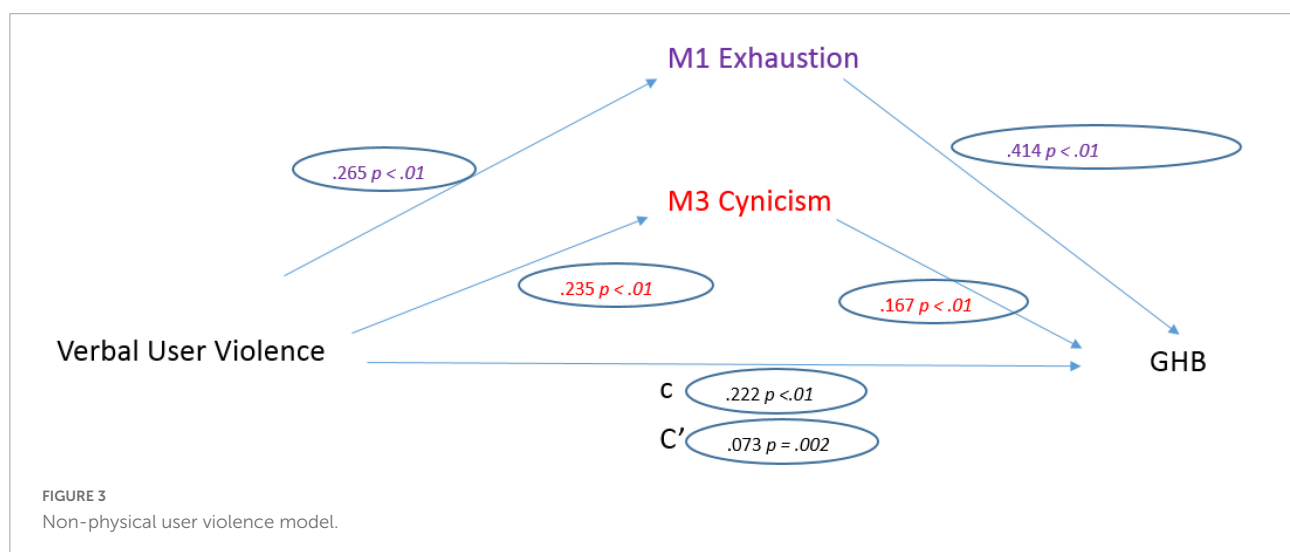 M1 Exhaustion
.265 p < .01
.414 p < .01
M3 Cynicism
.235 p < .01
.167 p < .01
Verbal User Violence
GHB
c .222 p <.01
C’ .073 p = .002
FIGURE 3
Non-physical user violence model.